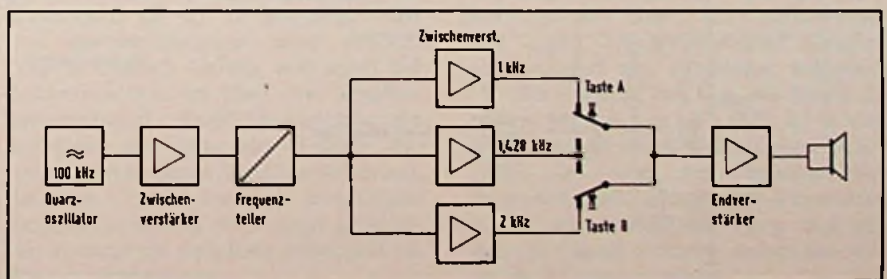 Zwischenverst.
1 kHz
Taste A
≈
100 kHz
1,428 kHz
Quarz-
oszillator
Zwischen-
verstärker
Frequenz-
teiler
Endver-
stärker
2 kHz
Taste B